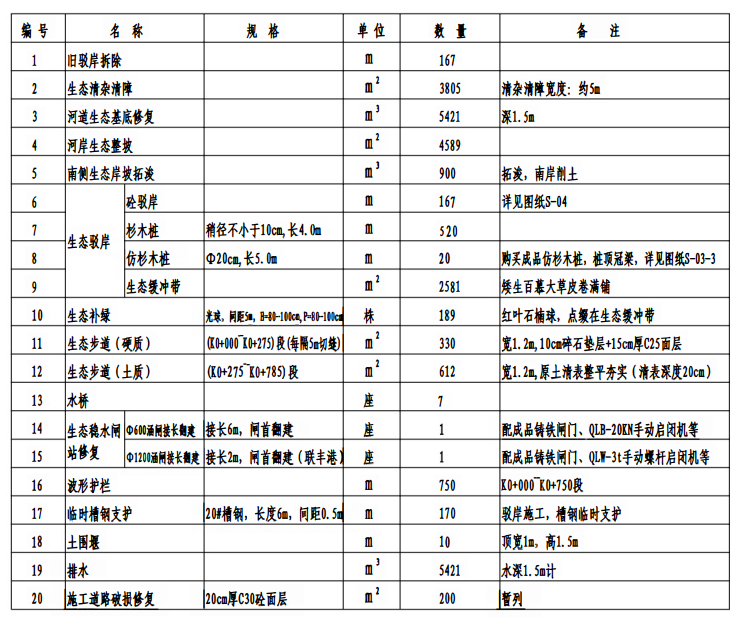 编号 名称 规格 单位 数量 备注
1 旧驳岸拆除 m 167
2 生态清杂清障 m² 3805 清杂清障宽度：约5m
3 河道生态基底修复 m³ 5421 深1.5m
4 河岸生态整坡 m² 4589
5 南侧生态岸坡拓浚 m³ 900 拓浚，南岸削土
6 生态驳岸 砼驳岸 m 167 详见图纸S-04
7 杉木桩 稍径不小于10cm,长4.0m m 520
8 仿杉木桩 Φ20cm,长5.0m m 20 购买成品仿杉木桩，桩顶冠梁，详见图纸S-03-3
9 生态缓冲带 m² 2581 矮生百慕大草皮卷满铺
10 生态补绿 光球，间距5m，H=80-100cm,P=80-100cm 株 189 红叶石楠球，点缀在生态缓冲带
11 生态步道（硬质） (K0+000~K0+275)段(每隔5m切缝) m² 330 宽1.2m,10cm碎石垫层+15cm厚C25面层
12 生态步道（土质） (K0+275~K0+785)段 m² 612 宽1.2m,原土清表整平夯实（清表深度20cm）
13 水桥 座 7
14 生态稳水闸站修复 Φ600涵闸接长翻建 接长6m，闸首翻建 座 1 配成品铸铁闸门、QLB-20KN手动启闭机等
15 Φ1200涵闸接长翻建 接长2m，闸首翻建（联丰港） 座 1 配成品铸铁闸门、QLW-3t手动螺杆启闭机等
16 波形护栏 m 750 K0+000~K0+750段
17 临时槽钢支护 20#槽钢，长度6m，间距0.5m m 170 驳岸施工，槽钢临时支护
18 土围堰 m 10 顶宽1m，高1.5m
19 排水 m³ 5421 水深1.5m计
20 施工道路破损修复 20cm厚C30砼面层 m² 200 暂列